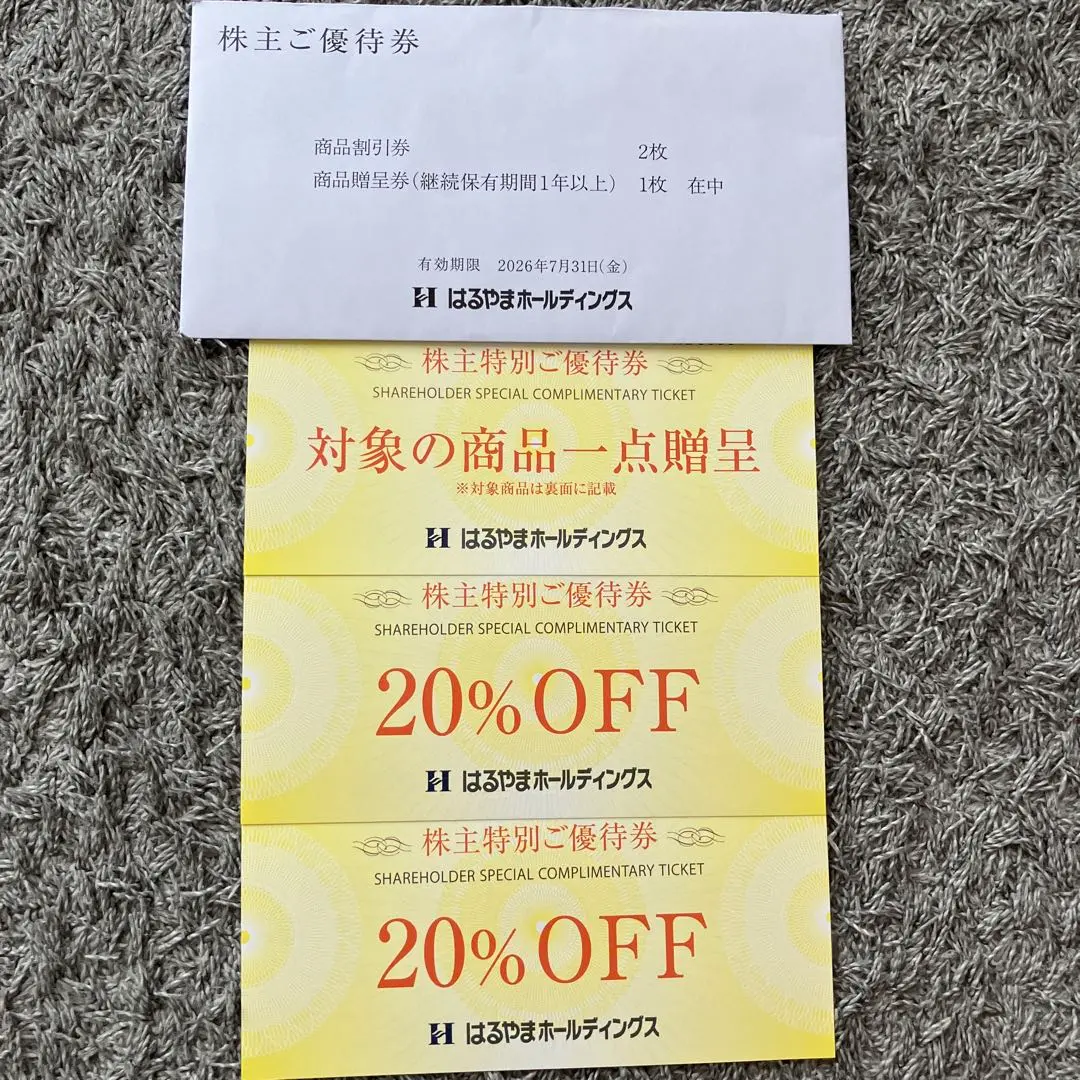 株主ご優待券
商品割引券 2枚
商品贈呈券(継続保有期間1年以上) 1枚 在中
有効期限 2026年7月31日(金)
はるやまホールディングス
株主特別ご優待券
SHAREHOLDER SPECIAL COMPLIMENTARY TICKET
対象の商品一点贈呈
※対象商品は裏面に記載
はるやまホールディングス
株主特別ご優待券
SHAREHOLDER SPECIAL COMPLIMENTARY TICKET
20%OFF
はるやまホールディングス
株主特別ご優待券
SHAREHOLDER SPECIAL COMPLIMENTARY TICKET
20%OFF
はるやまホールディングス